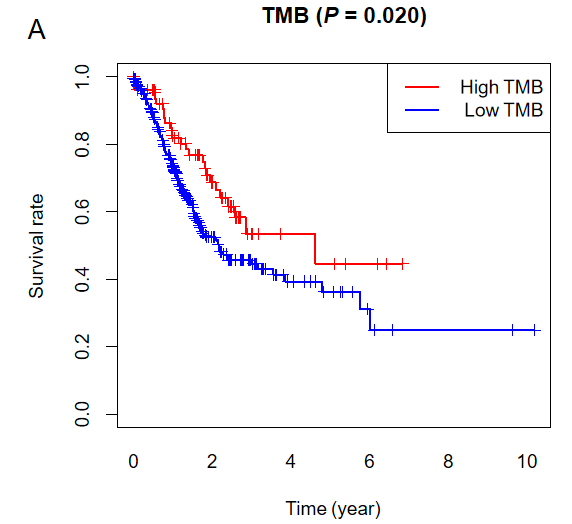 A
TMB (P = 0.020)
High TMB
Low TMB
Survival rate
1.0
0.8
0.6
0.4
0.2
0.0
0 2 4 6 8 10
Time (year)